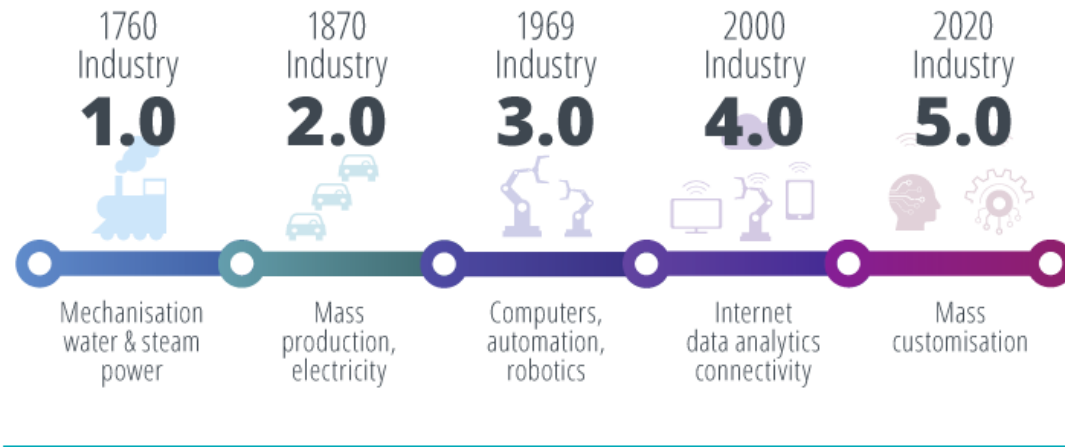 1760
Industry
1.0
Mechanisation
water & steam
power
1870
Industry
2.0
Mass
production,
electricity
1969
Industry
3.0
Computers,
automation,
robotics
2000
Industry
4.0
Internet
data analytics
connectivity
2020
Industry
5.0
Mass
customisation